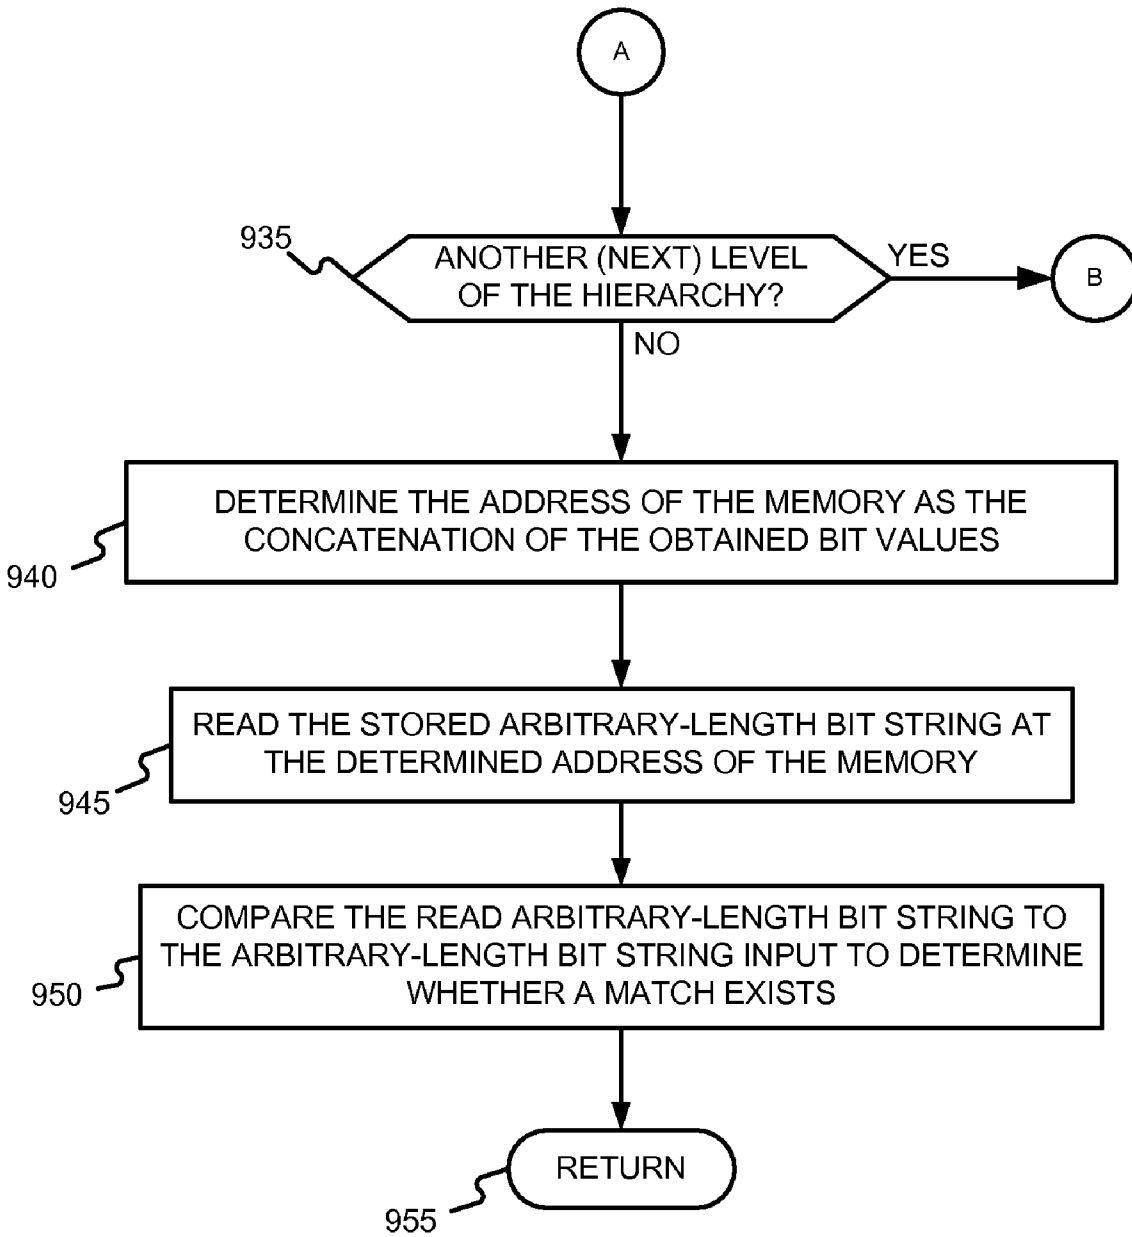 A
935
ANOTHER (NEXT) LEVEL
OF THE HIERARCHY?
YES
B
NO
DETERMINE THE ADDRESS OF THE MEMORY AS THE
CONCATENATION OF THE OBTAINED BIT VALUES
940
READ THE STORED ARBITRARY-LENGTH BIT STRING AT
THE DETERMINED ADDRESS OF THE MEMORY
945
COMPARE THE READ ARBITRARY-LENGTH BIT STRING TO
THE ARBITRARY-LENGTH BIT STRING INPUT TO DETERMINE
WHETHER A MATCH EXISTS
950
RETURN
955